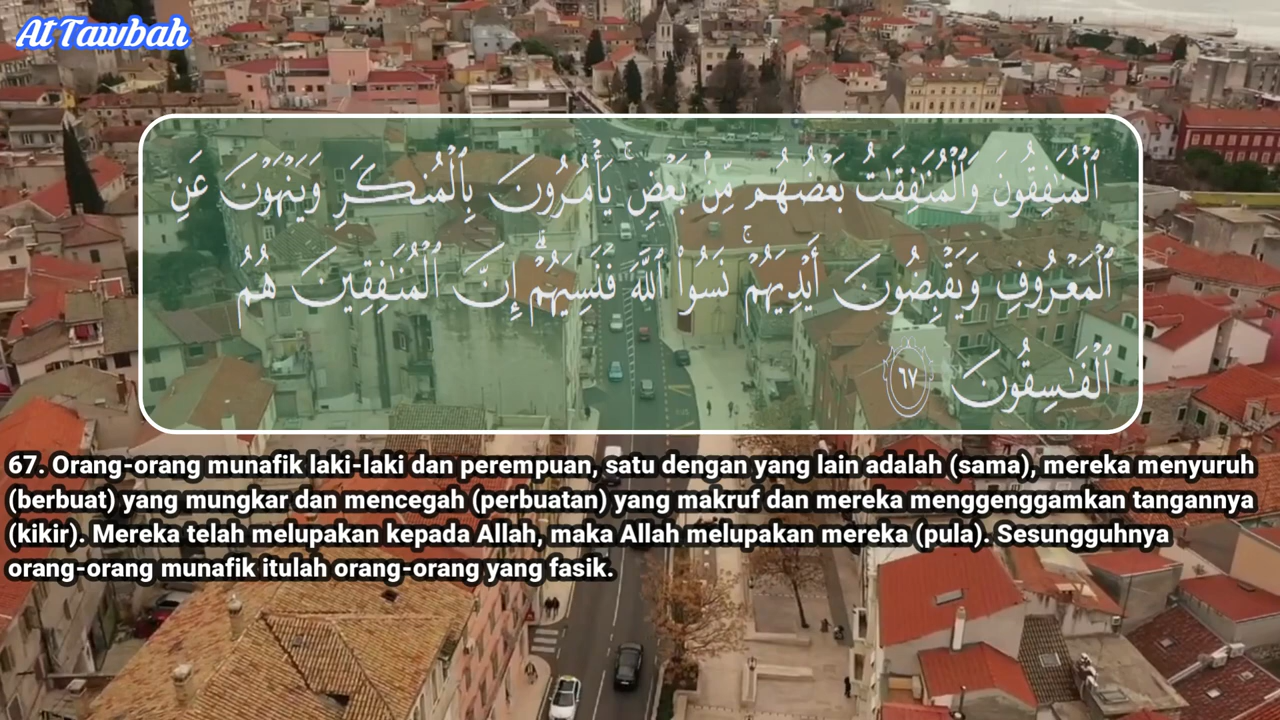 At Tawbah
ٱلْمُنَٰفِقُونَ وَٱلْمُنَٰفِقَٰتُ بَعْضُهُم مِّنۢ بَعْضٍ ۚ يَأْمُرُونَ بِٱلْمُنكَرِ وَيَنْهَوْنَ عَنِ
ٱلْمَعْرُوفِ وَيَقْبِضُونَ أَيْدِيَهُمْ ۚ نَسُوا۟ ٱللَّهَ فَنَسِيَهُمْ ۗ إِنَّ ٱلْمُنَٰفِقِينَ هُمُ
ٱلْفَٰسِقُونَ ٦٧
67. Orang-orang munafik laki-laki dan perempuan, satu dengan yang lain adalah (sama), mereka menyuruh
(berbuat) yang mungkar dan mencegah (perbuatan) yang makruf dan mereka menggenggamkan tangannya
(kikir). Mereka telah melupakan kepada Allah, maka Allah melupakan mereka (pula). Sesungguhnya
orang-orang munafik itulah orang-orang yang fasik.